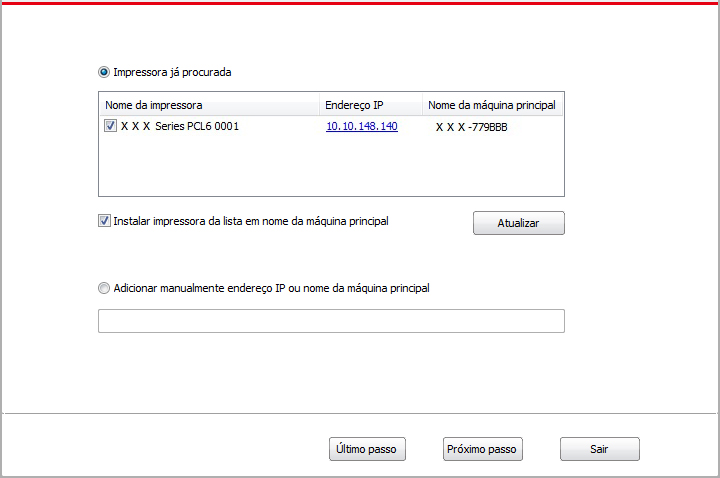 Impressora já procurada
Nome da impressora Endereço IP Nome da máquina principal
X X X Series PCL6 0001 10.10.148.140 X X X -779BBB
Instalar impressora da lista em nome da máquina principal Atualizar
Adicionar manualmente endereço IP ou nome da máquina principal
Último passo Próximo passo Sair